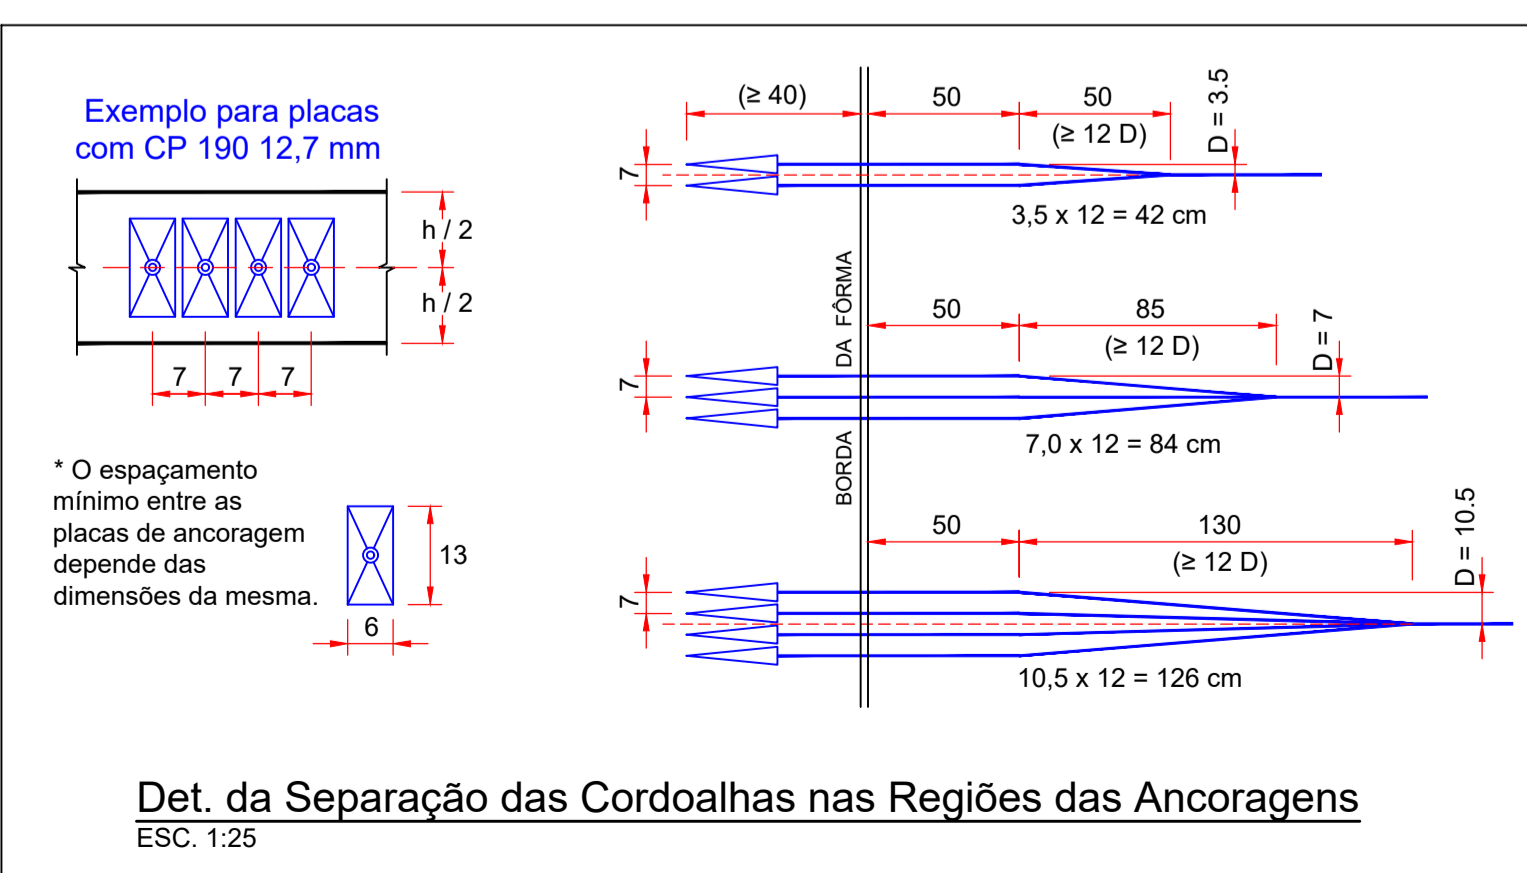 Exemplo para placas
com CP 190 12,7 mm
h / 2
h / 2
7 7 7
* O espaçamento
mínimo entre as
placas de ancoragem
depende das
dimensões da mesma.
13
6
(≥ 40) 50 50
(≥ 12 D)
D = 3.5
7
3,5 x 12 = 42 cm
BORDA DA FÔRMA
50 85
(≥ 12 D)
D = 7
7
7,0 x 12 = 84 cm
50 130
(≥ 12 D)
D = 10.5
7
10,5 x 12 = 126 cm
Det. da Separação das Cordoalhas nas Regiões das Ancoragens
ESC. 1:25